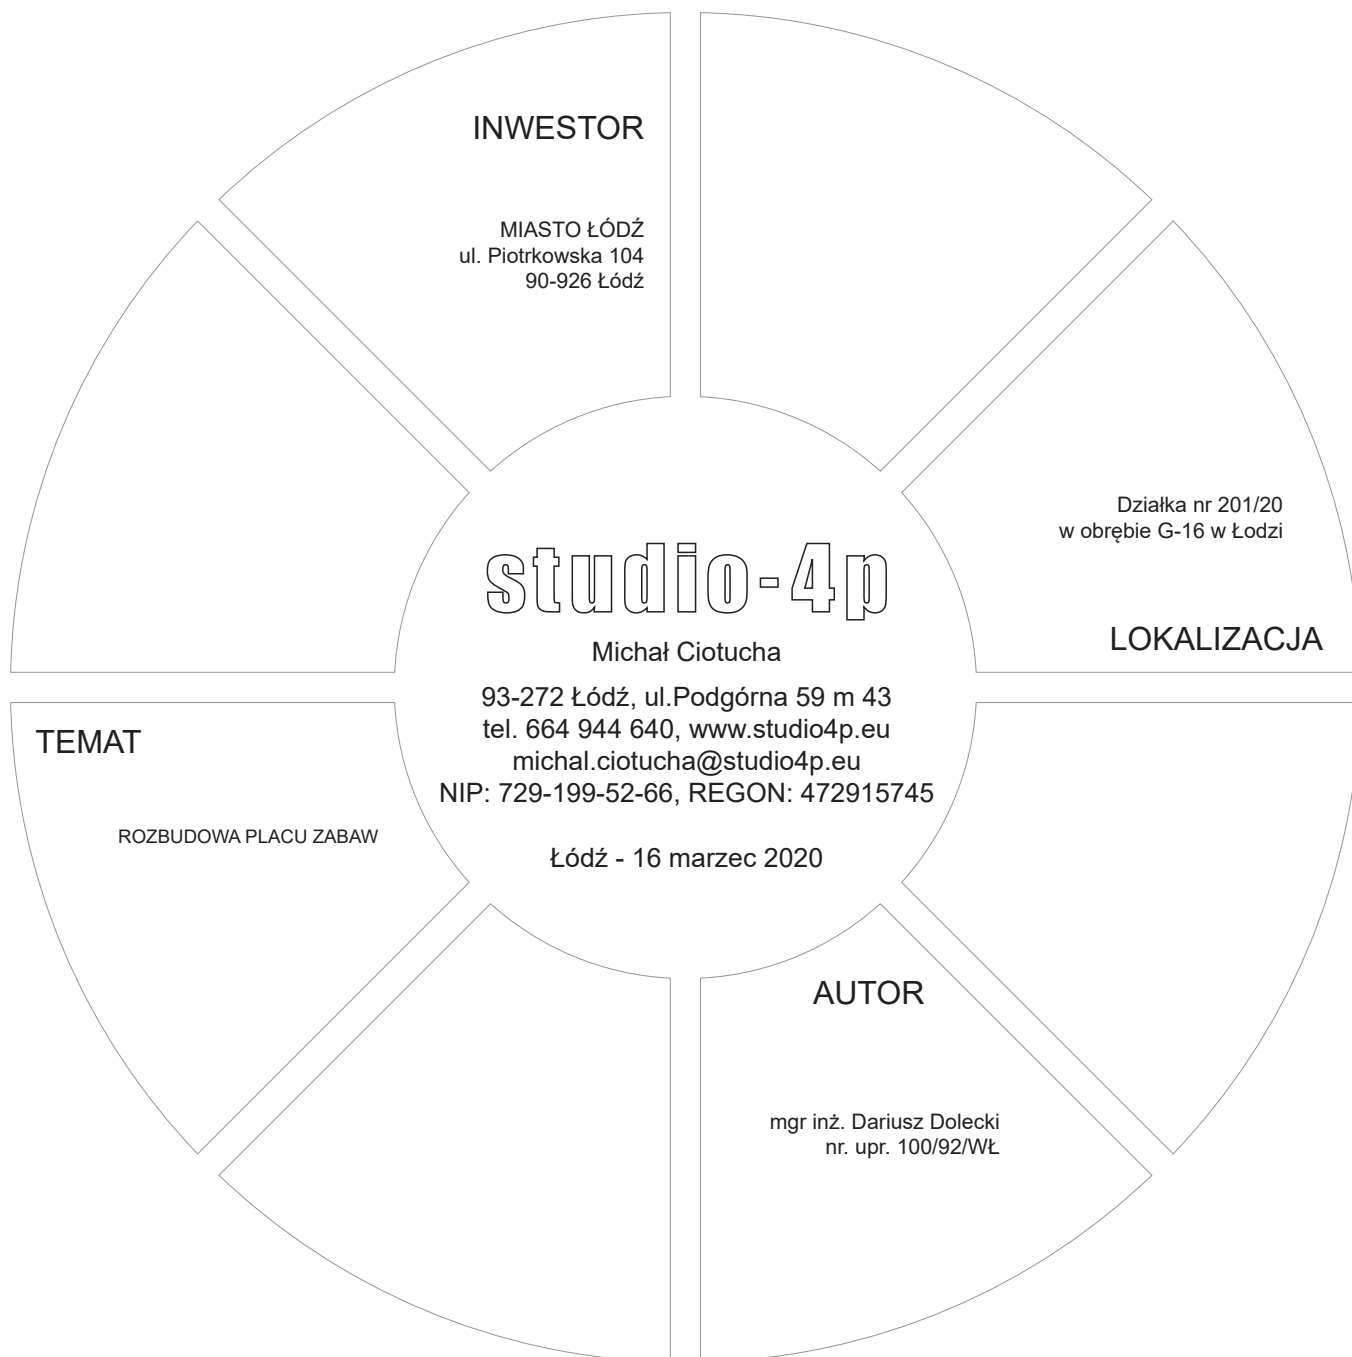 INWESTOR
MIASTO ŁÓDŹ
ul. Piotrkowska 104
90-926 Łódź
Działka nr 201/20
w obrębie G-16 w Łodzi
LOKALIZACJA
studio-4p
Michał Ciotucha
93-272 Łódź, ul.Podgórna 59 m 43
tel. 664 944 640, www.studio4p.eu
michal.ciotucha@studio4p.eu
NIP: 729-199-52-66, REGON: 472915745
Łódź - 16 marzec 2020
TEMAT
ROZBUDOWA PLACU ZABAW
AUTOR
mgr inż. Dariusz Dolecki
nr. upr. 100/92/WŁ